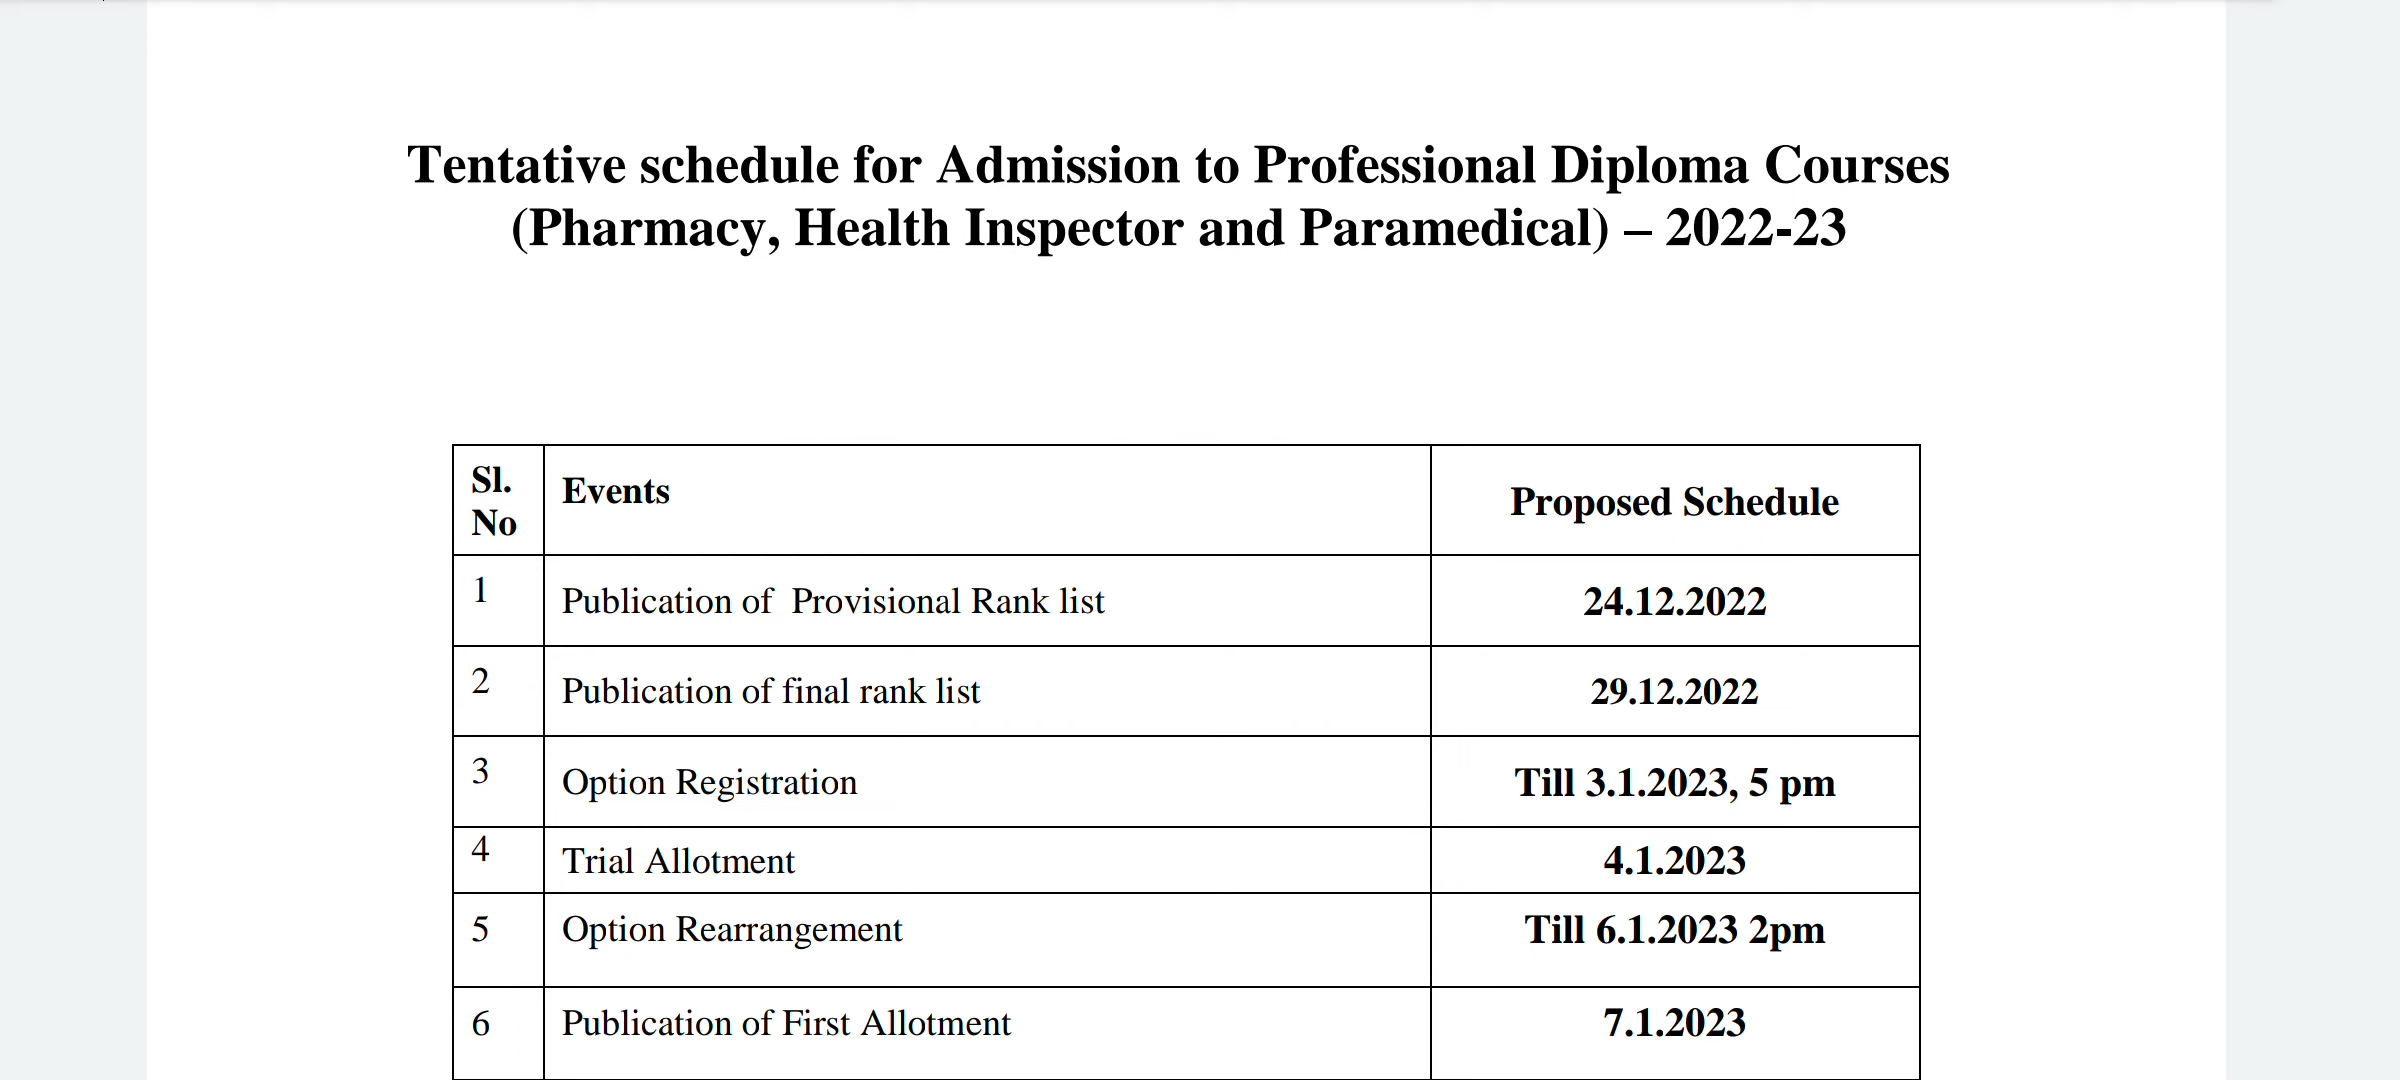 Tentative schedule for Admission to Professional Diploma Courses
(Pharmacy, Health Inspector and Paramedical) – 2022-23
Sl. No Events Proposed Schedule
1 Publication of  Provisional Rank list 24.12.2022
2 Publication of final rank list 29.12.2022
3 Option Registration Till 3.1.2023, 5 pm
4 Trial Allotment 4.1.2023
5 Option Rearrangement Till 6.1.2023 2pm
6 Publication of First Allotment 7.1.2023